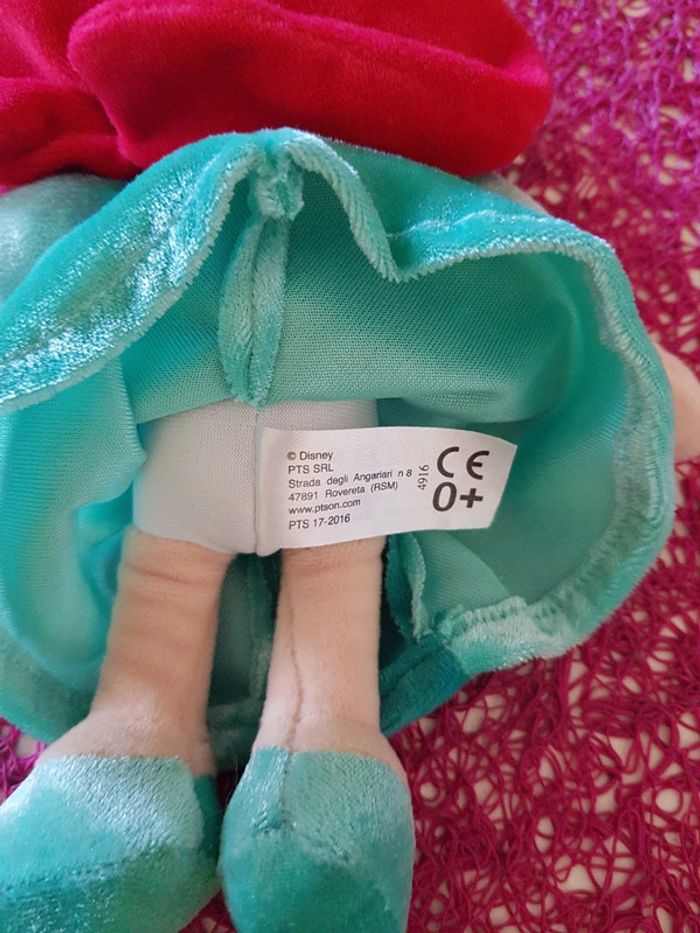 © Disney
PTS SRL
Strada degli Angariari n 8
47891 Rovereta (RSM)
www.ptson.com
PTS 17-2016
4916
CE
0+